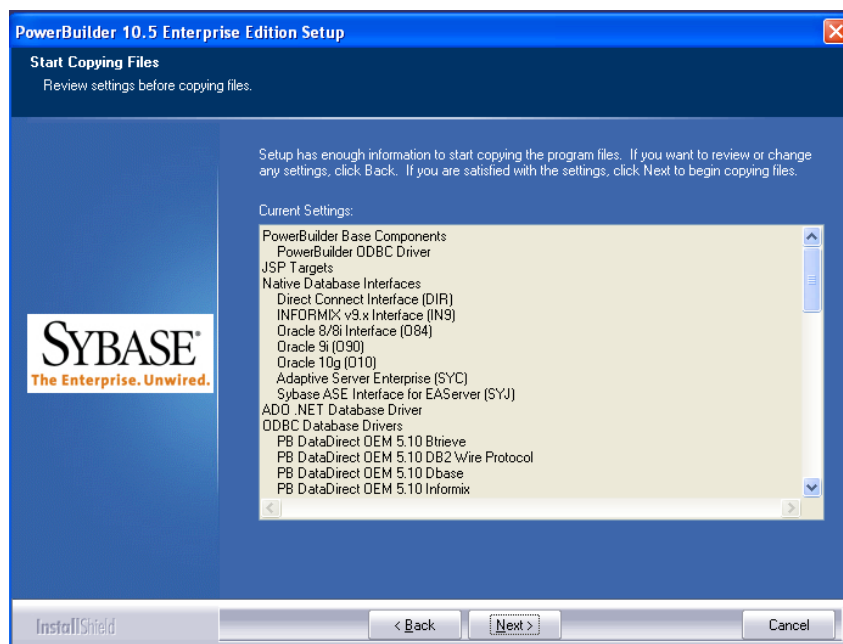 PowerBuilder 10.5 Enterprise Edition Setup
Start Copying Files
Review settings before copying files.
Setup has enough information to start copying the program files. If you want to review or change
any settings, click Back. If you are satisfied with the settings, click Next to begin copying files.
Current Settings:
PowerBuilder Base Components
PowerBuilder ODBC Driver
JSP Targets
Native Database Interfaces
Direct Connect Interface (DIR)
INFORMIX v9.x Interface (IN9)
Oracle 8/8i Interface (O84)
Oracle 9i (O90)
Oracle 10g (O10)
Adaptive Server Enterprise (SYC)
Sybase ASE Interface for EAServer (SYJ)
ADO .NET Database Driver
ODBC Database Drivers
PB DataDirect OEM 5.10 Btrieve
PB DataDirect OEM 5.10 DB2 Wire Protocol
PB DataDirect OEM 5.10 Dbase
PB DataDirect OEM 5.10 Informix
SYBASE®
The Enterprise. Unwired.
InstallShield
< Back
Next >
Cancel